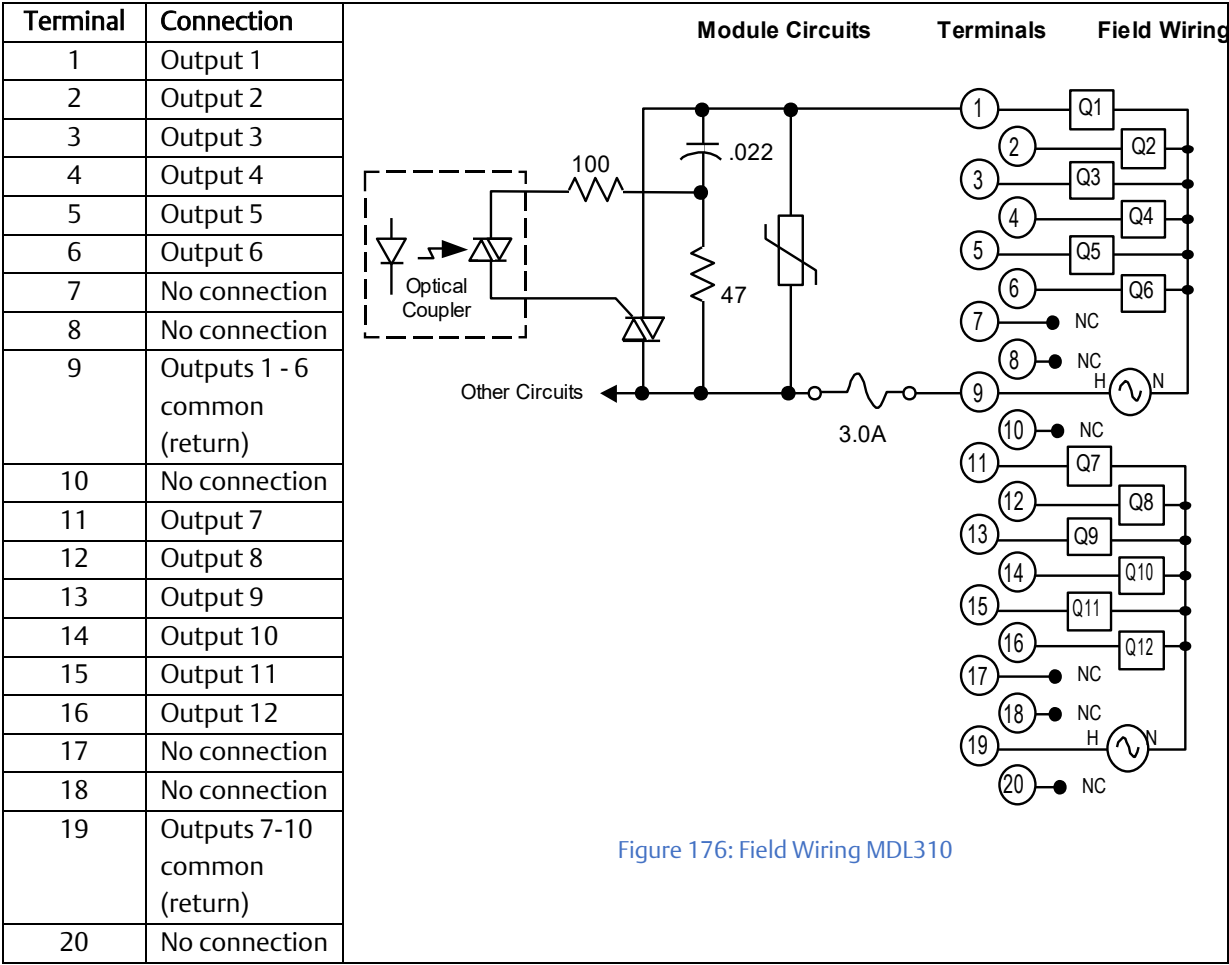 Terminal Connection
1 Output 1
2 Output 2
3 Output 3
4 Output 4
5 Output 5
6 Output 6
7 No connection
8 No connection
9 Outputs 1 - 6
common
(return)
10 No connection
11 Output 7
12 Output 8
13 Output 9
14 Output 10
15 Output 11
16 Output 12
17 No connection
18 No connection
19 Outputs 7-10
common
(return)
20 No connection
Module Circuits Terminals Field Wiring
100
.022
47
Optical
Coupler
Other Circuits
3.0A
1 Q1
2 Q2
3 Q3
4 Q4
5 Q5
6 Q6
7 NC
8 NC
9 H N
10 NC
11 Q7
12 Q8
13 Q9
14 Q10
15 Q11
16 Q12
17 NC
18 NC
19 H N
20 NC
Figure 176: Field Wiring MDL310